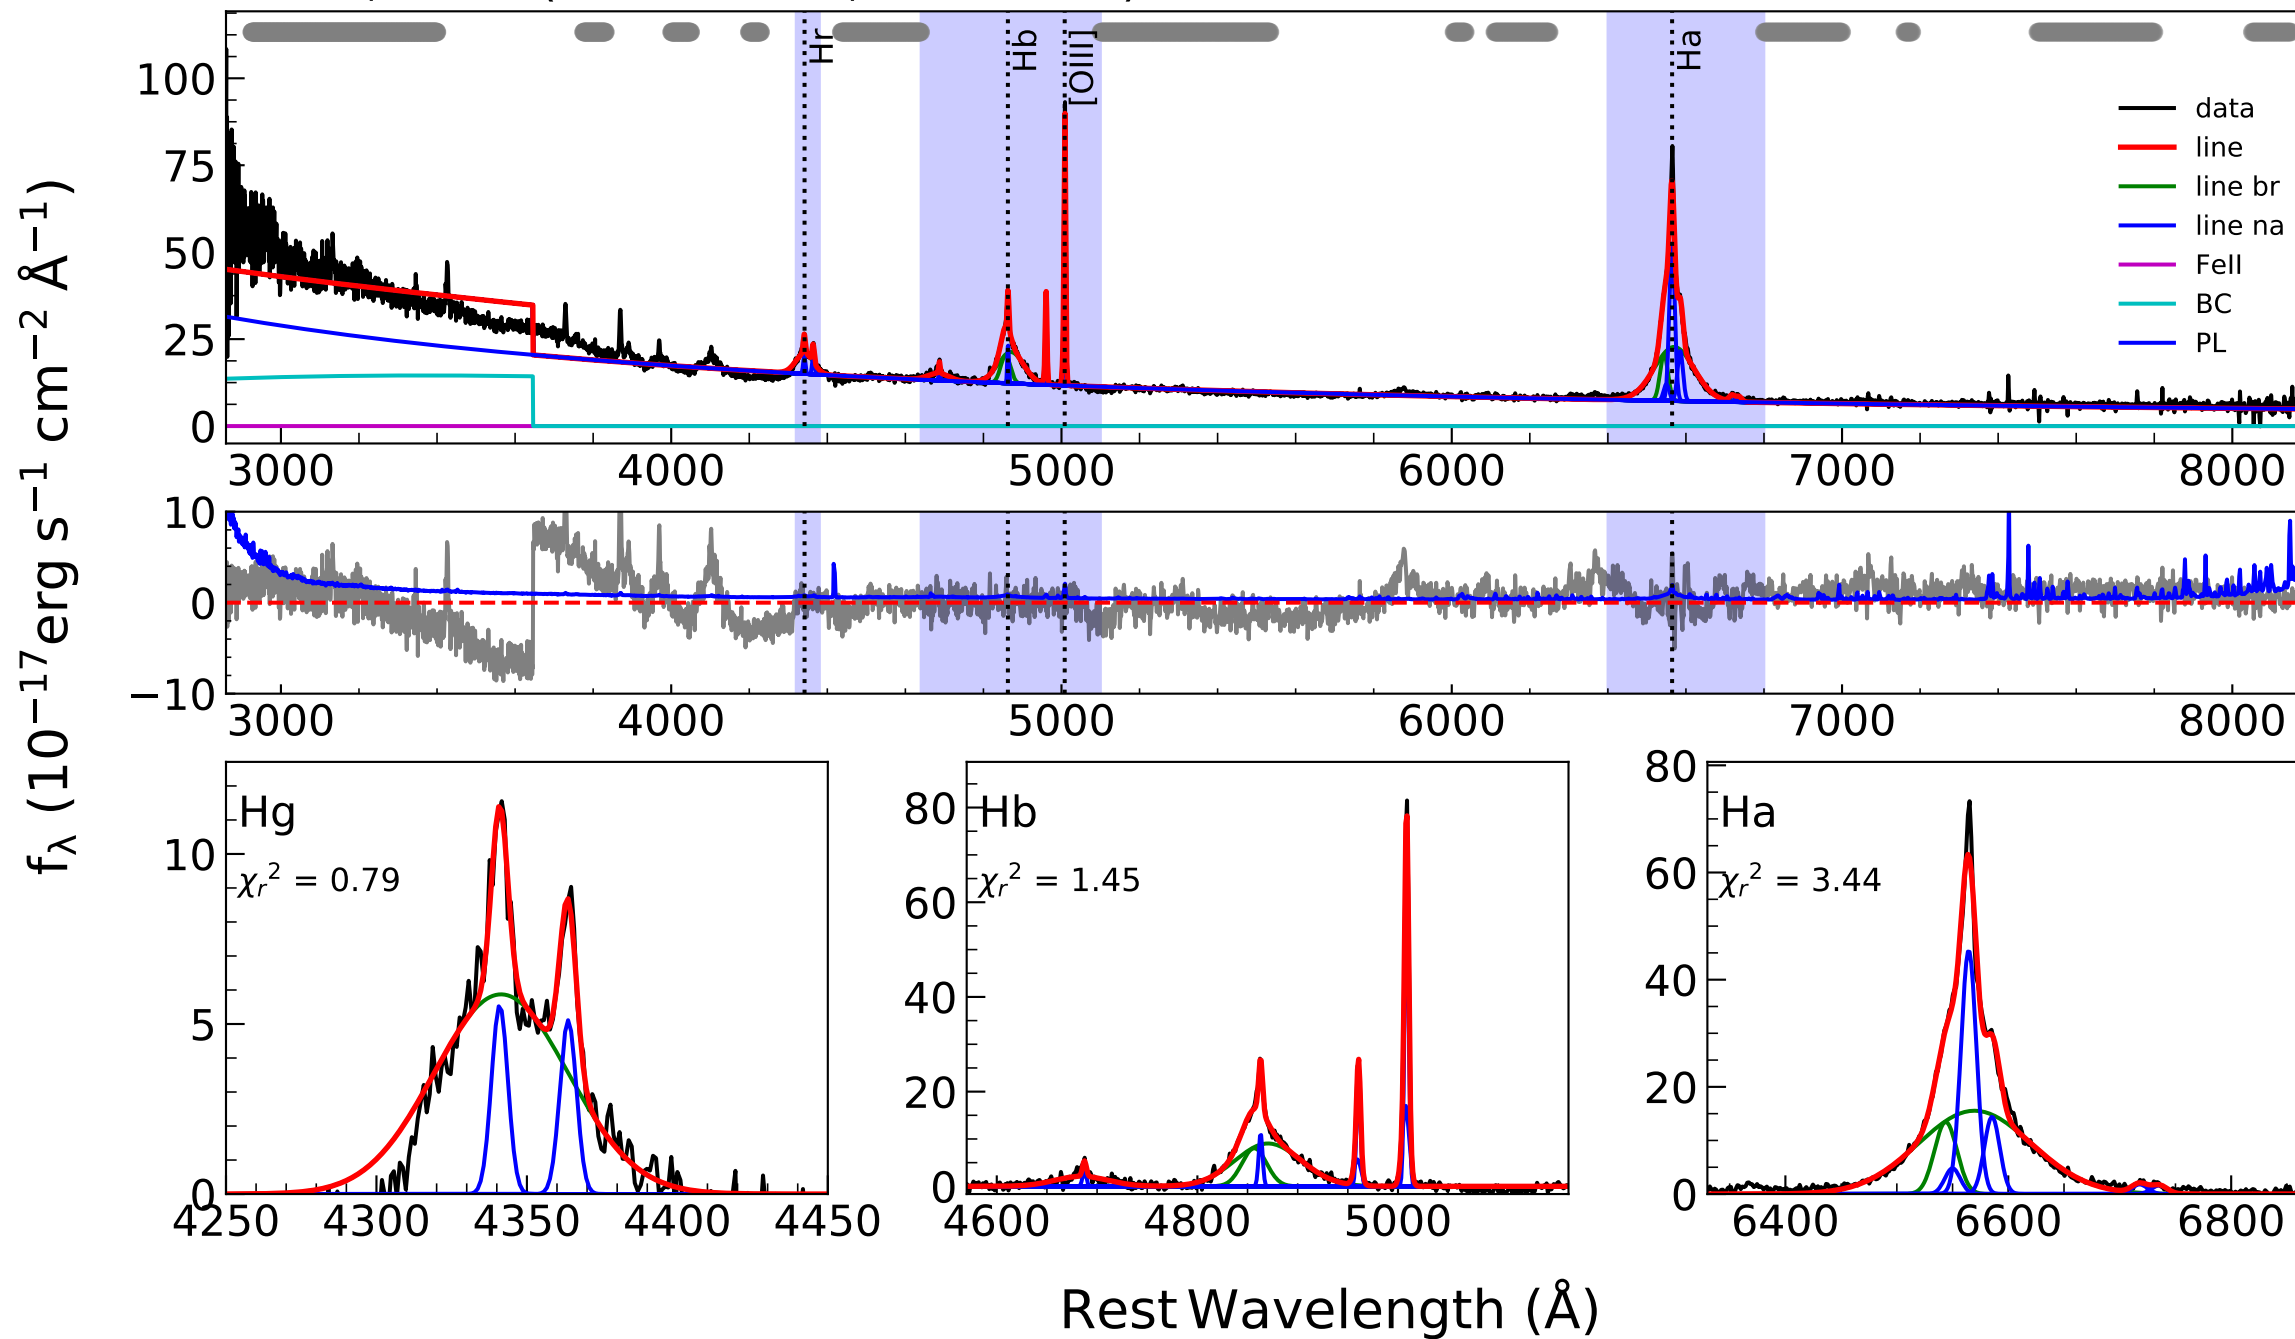 Hr
Hb
[OIII]
Ha
100
75
50
25
0
data
line
line br
line na
FeII
BC
PL
3000 4000 5000 6000 7000 8000
10
0
−10
3000 4000 5000 6000 7000 8000
f_λ (10⁻¹⁷erg s⁻¹ cm⁻² Å⁻¹)
Hg
χᵣ² = 0.79
10
5
0
4250 4300 4350 4400 4450
Hb
χᵣ² = 1.45
80
60
40
20
0
4600 4800 5000
Ha
χᵣ² = 3.44
80
60
40
20
0
6400 6600 6800
Rest Wavelength (Å)